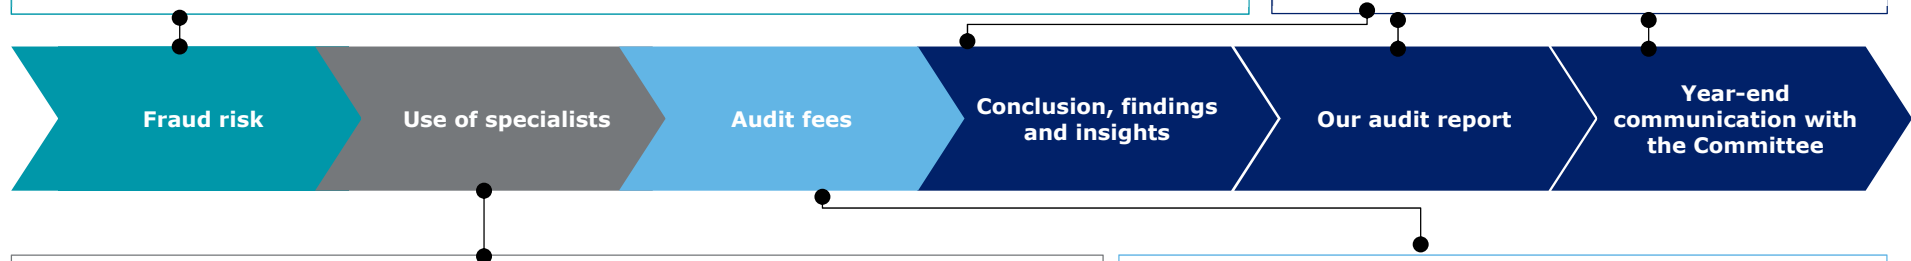 Fraud risk
Use of specialists
Audit fees
Conclusion, findings
and insights
Our audit report
Year-end
communication with
the Committee